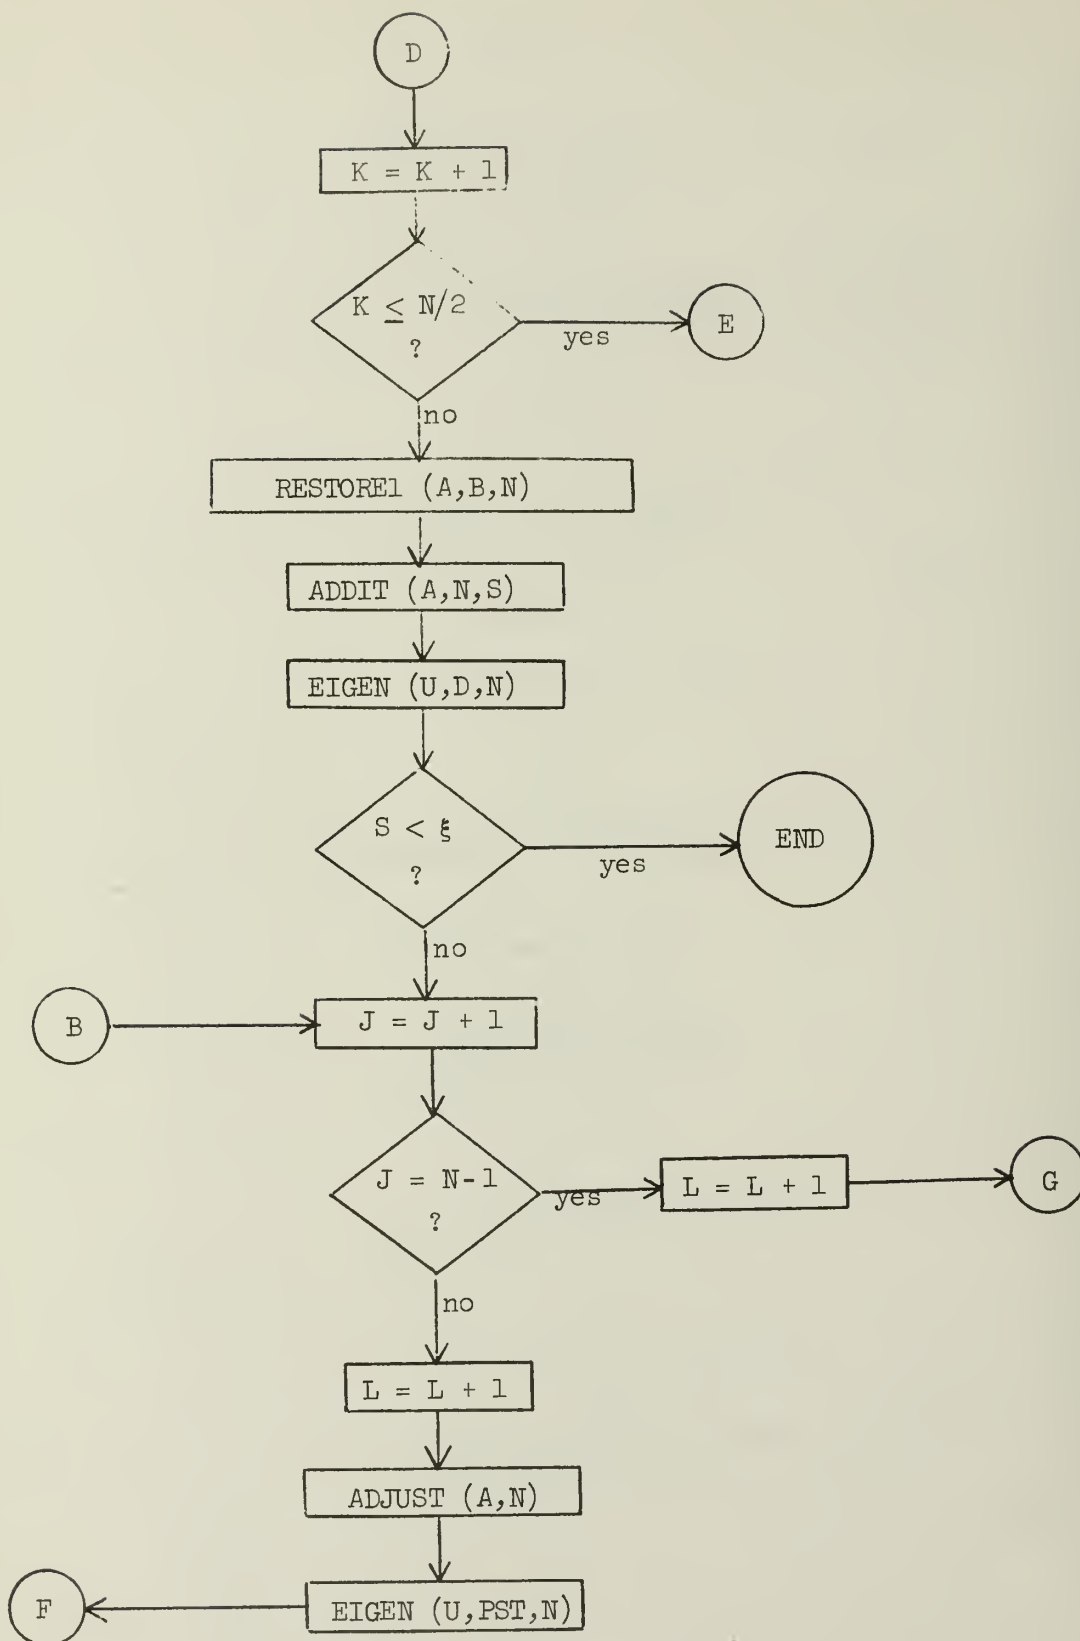 D
K = K + 1
K ≤ N/2
?
yes
E
no
RESTORE1 (A,B,N)
ADDIT (A,N,S)
EIGEN (U,D,N)
S < ξ
?
yes
END
no
B
J = J + 1
J = N-1
?
yes
L = L + 1
G
no
L = L + 1
ADJUST (A,N)
EIGEN (U,PST,N)
F